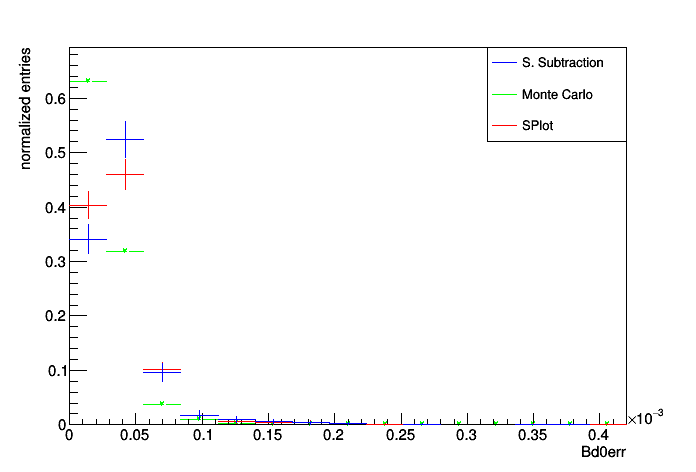 normalized entries
S. Subtraction
Monte Carlo
SPlot
0.6
0.5
0.4
0.3
0.2
0.1
0
0 0.05 0.1 0.15 0.2 0.25 0.3 0.35 0.4 ×10⁻³
Bd0err